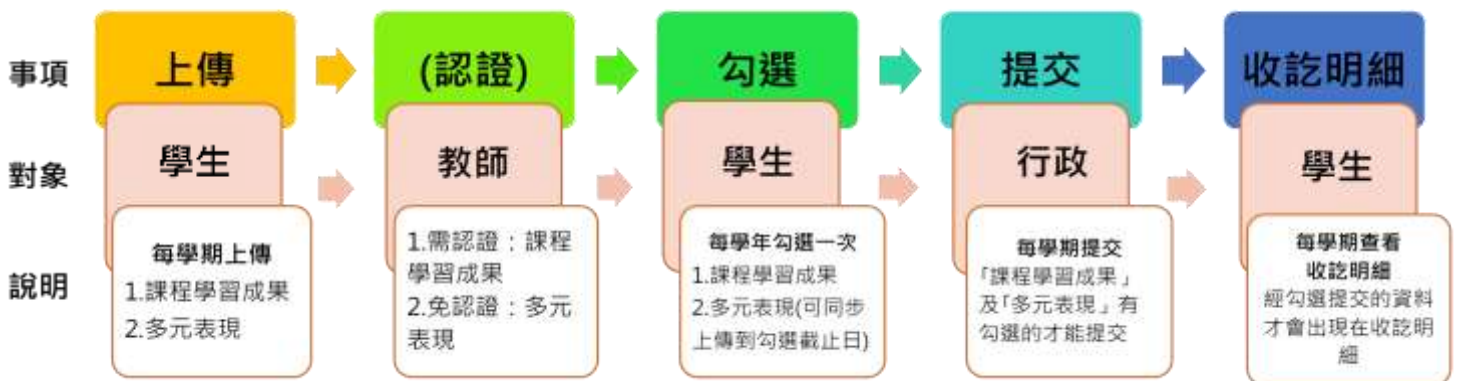 事項
上傳
(認證)
勾選
提交
收訖明細
對象
學生
教師
學生
行政
學生
說明
每學期上傳
1.課程學習成果
2.多元表現
1.需認證：課程
學習成果
2.免認證：多元
表現
每學年勾選一次
1.課程學習成果
2.多元表現(可同步
上傳到勾選截止日)
每學期提交
「課程學習成果」
及「多元表現」有
勾選的才能提交
每學期查看
收訖明細
經勾選提交的資料
才會出現在收訖明
細